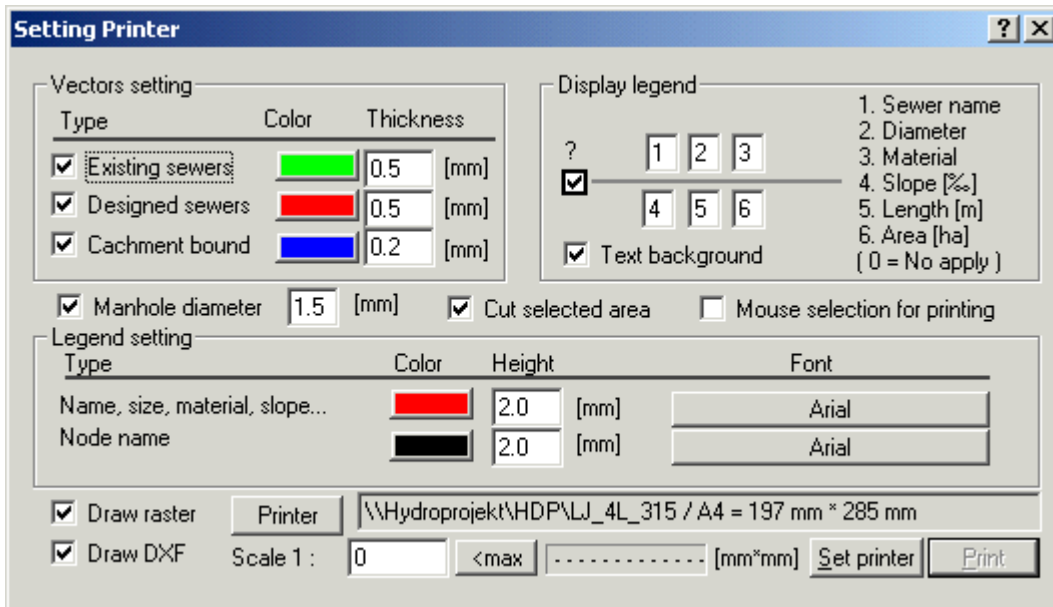 Setting Printer
Vectors setting
Type Color Thickness
Existing sewers 0.5 [mm]
Designed sewers 0.5 [mm]
Cachment bound 0.2 [mm]
Display legend
?
1 2 3
4 5 6
Text background
1. Sewer name
2. Diameter
3. Material
4. Slope [‰]
5. Length [m]
6. Area [ha]
( 0 = No apply )
Manhole diameter 1.5 [mm] Cut selected area Mouse selection for printing
Legend setting
Type Color Height Font
Name, size, material, slope... 2.0 [mm] Arial
Node name 2.0 [mm] Arial
Draw raster Printer \\Hydroprojekt\HDP\LJ_4L_315 / A4 = 197 mm * 285 mm
Draw DXF Scale 1 : 0 <max - - - - - - - - - - - - - [mm*mm] Set printer Print